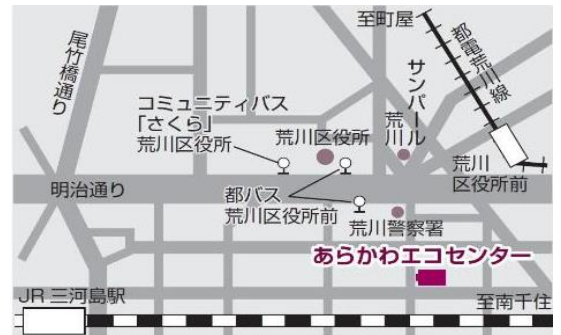 至町屋
都電荒川線
尾竹橋通り
サンパール
荒川
コミュニティバス
「さくら」
荒川区役所
荒川区役所
荒川
区役所前
明治通り
都バス
荒川区役所前
荒川警察署
あらかわエコセンター
JR 三河島駅
至南千住